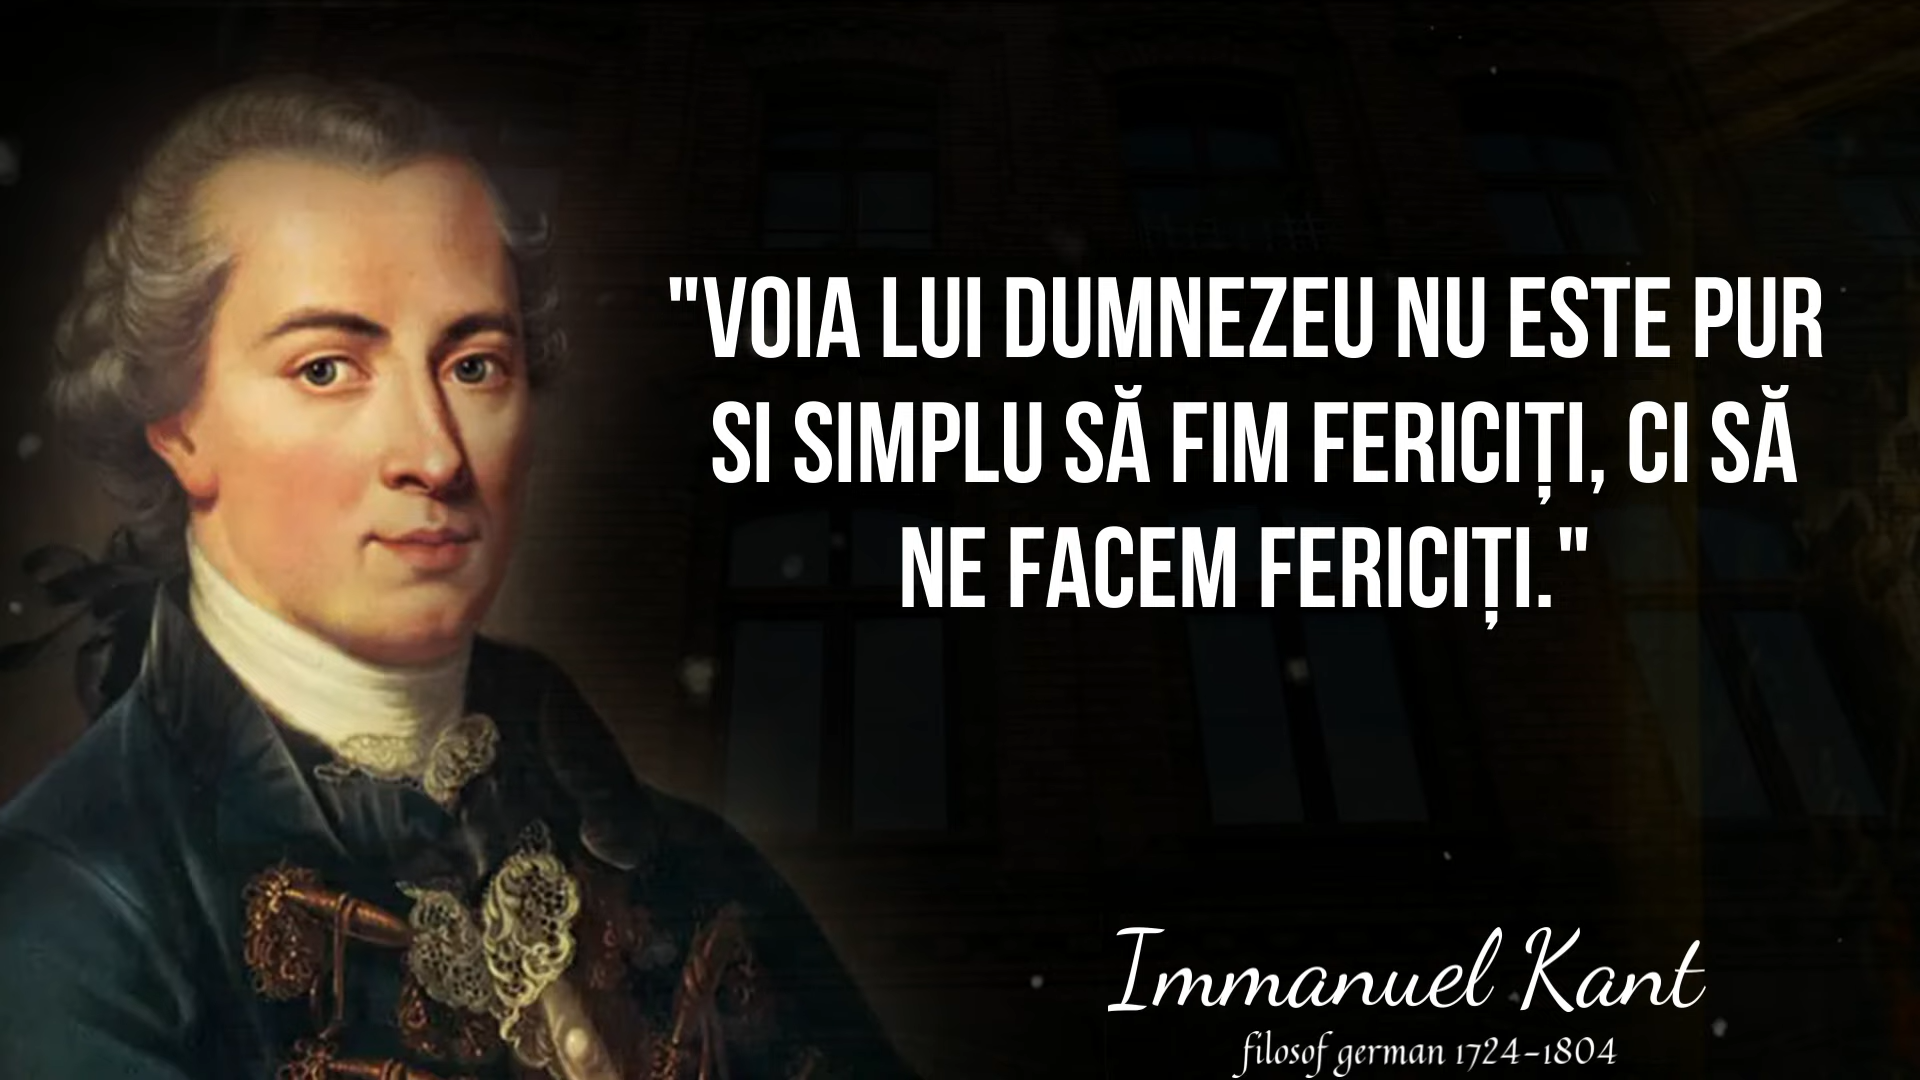 "VOIA LUI DUMNEZEU NU ESTE PUR
SI SIMPLU SĂ FIM FERICIȚI, CI SĂ
NE FACEM FERICIȚI."
Immanuel Kant
filosof german 1724-1804